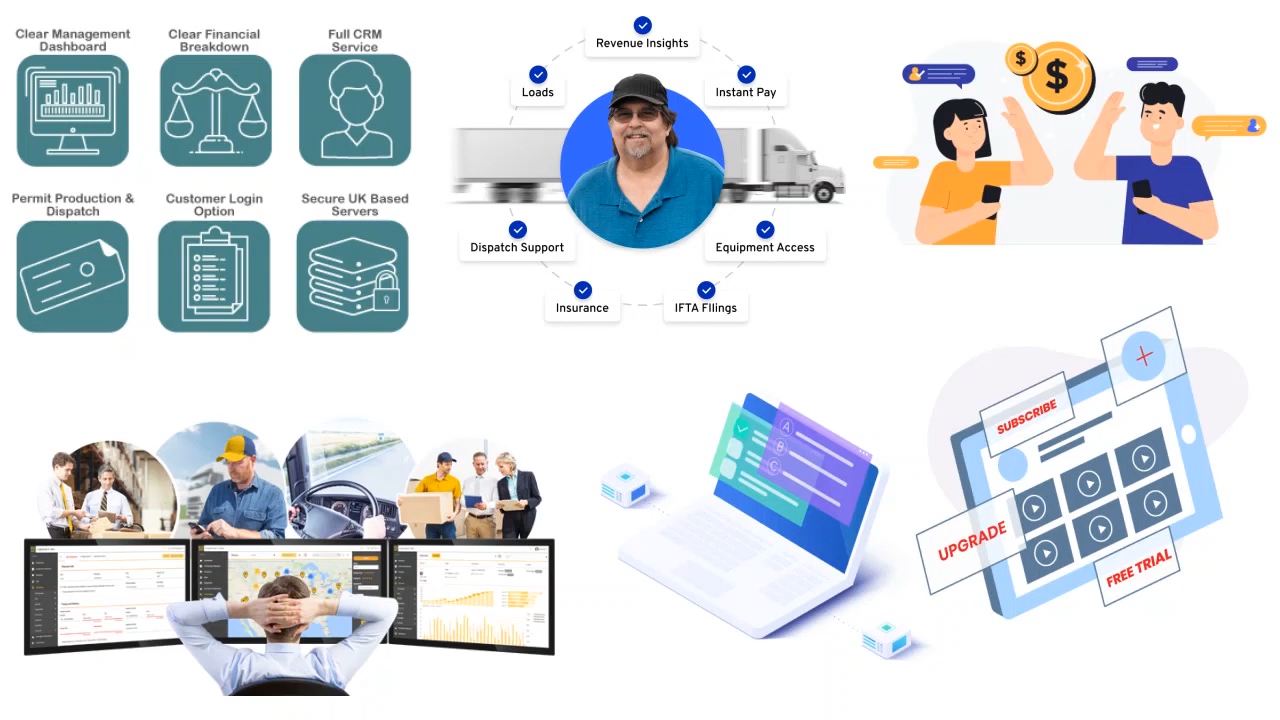 Clear Management
Dashboard
Clear Financial
Breakdown
Full CRM
Service
Permit Production &
Dispatch
Customer Login
Option
Secure UK Based
Servers
Revenue Insights
Loads
Instant Pay
Dispatch Support
Equipment Access
Insurance
IFTA FIlings
$
$
A
B
C
SUBSCRIBE
UPGRADE
FREE TRIAL